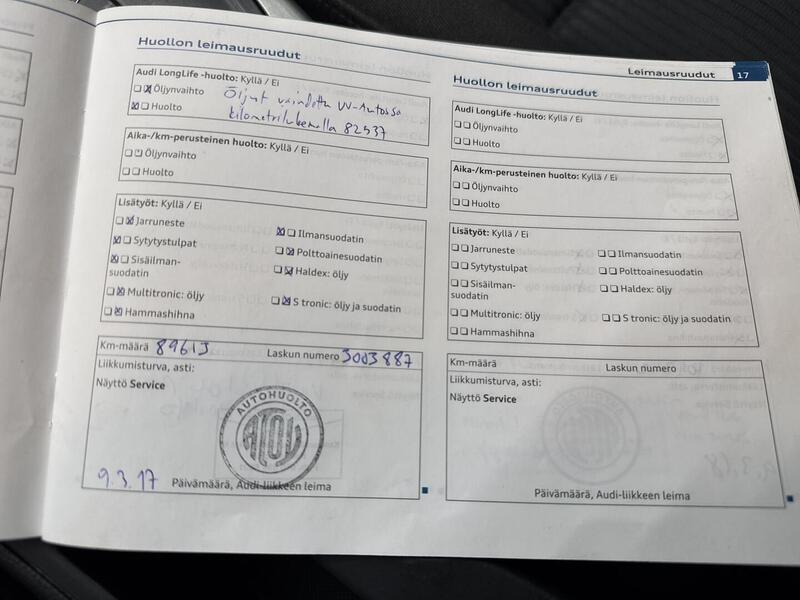 Huollon leimausruudut
Audi LongLife -huolto: Kyllä / Ei
Öljynvaihto
Huolto
Öljyt vaihdettu VV-Autossa
kilometrilukemalla 82537
Aika-/km-perusteinen huolto: Kyllä / Ei
Öljynvaihto
Huolto
Lisätyöt: Kyllä / Ei
Jarruneste
Sytytystulpat
Sisäilman-
suodatin
Multitronic: öljy
Hammashihna
Ilmansuodatin
Polttoainesuodatin
Haldex: öljy
S tronic: öljy ja suodatin
Km-määrä 89613
Laskun numero 3003887
Liikkumisturva, asti:
Näyttö Service
AUTOHUOLTO
ATOY
9.3.17 Päivämäärä, Audi-liikkeen leima
Leimausruudut 17
Huollon leimausruudut
Audi LongLife -huolto: Kyllä / Ei
Öljynvaihto
Huolto
Aika-/km-perusteinen huolto: Kyllä / Ei
Öljynvaihto
Huolto
Lisätyöt: Kyllä / Ei
Jarruneste
Sytytystulpat
Sisäilman-
suodatin
Multitronic: öljy
Hammashihna
Ilmansuodatin
Polttoainesuodatin
Haldex: öljy
S tronic: öljy ja suodatin
Km-määrä
Laskun numero
Liikkumisturva, asti:
Näyttö Service
Päivämäärä, Audi-liikkeen leima